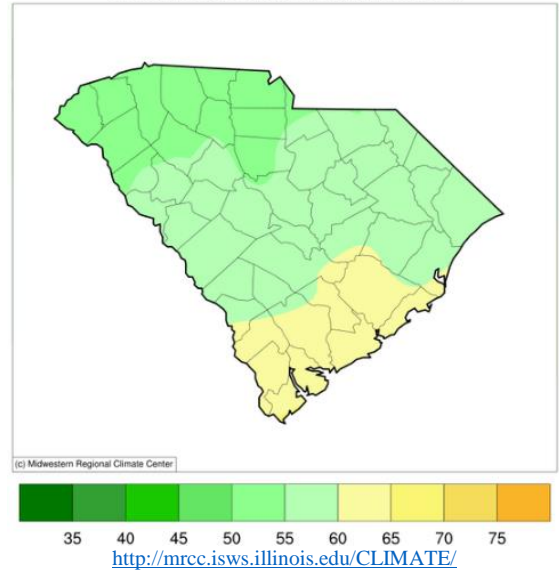 (c) Midwestern Regional Climate Center
35 40 45 50 55 60 65 70 75
http://mrcc.isws.illinois.edu/CLIMATE/